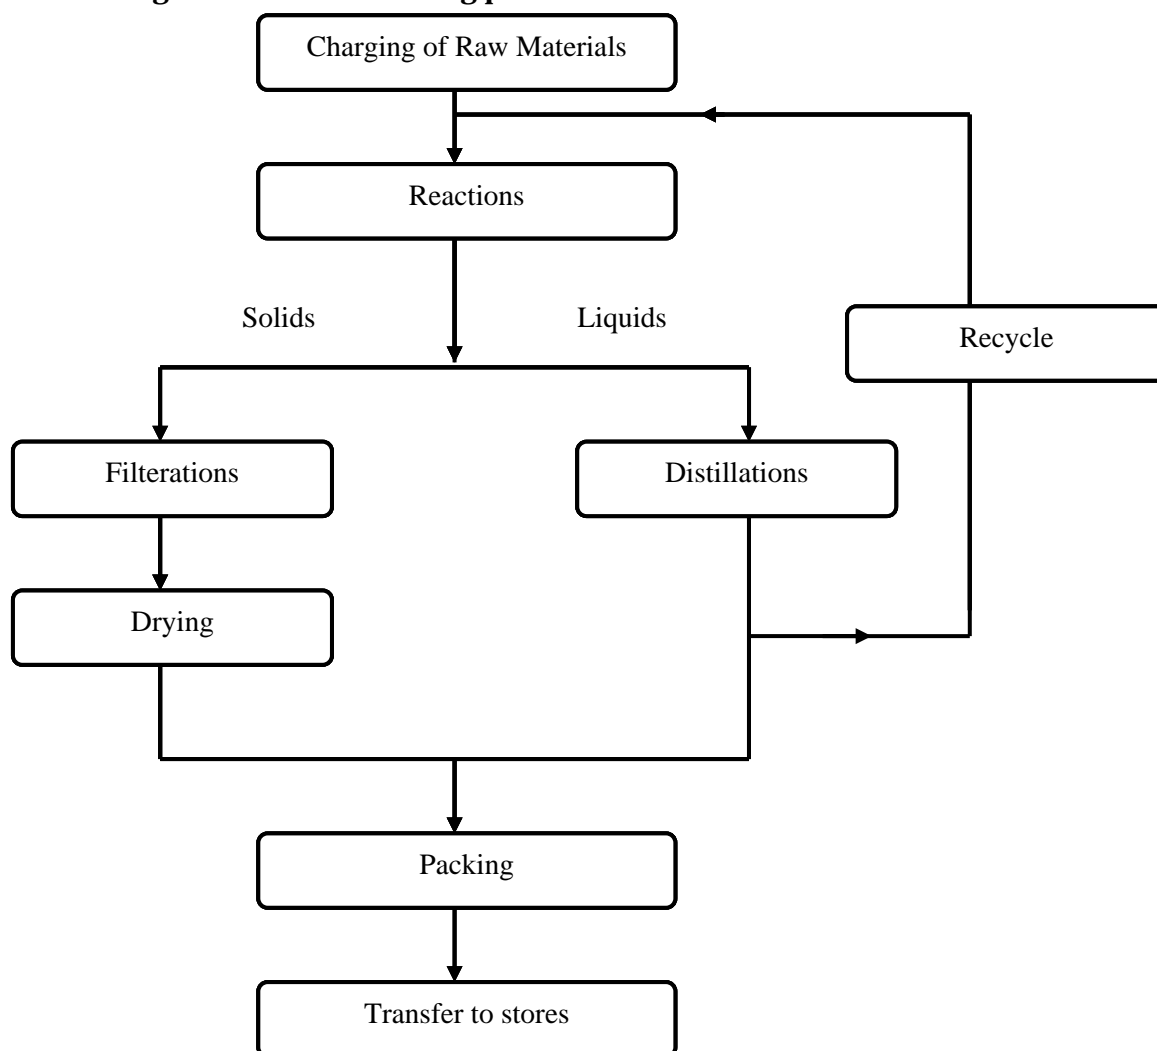 Charging of Raw Materials
Reactions
Solids
Liquids
Recycle
Filterations
Distillations
Drying
Packing
Transfer to stores